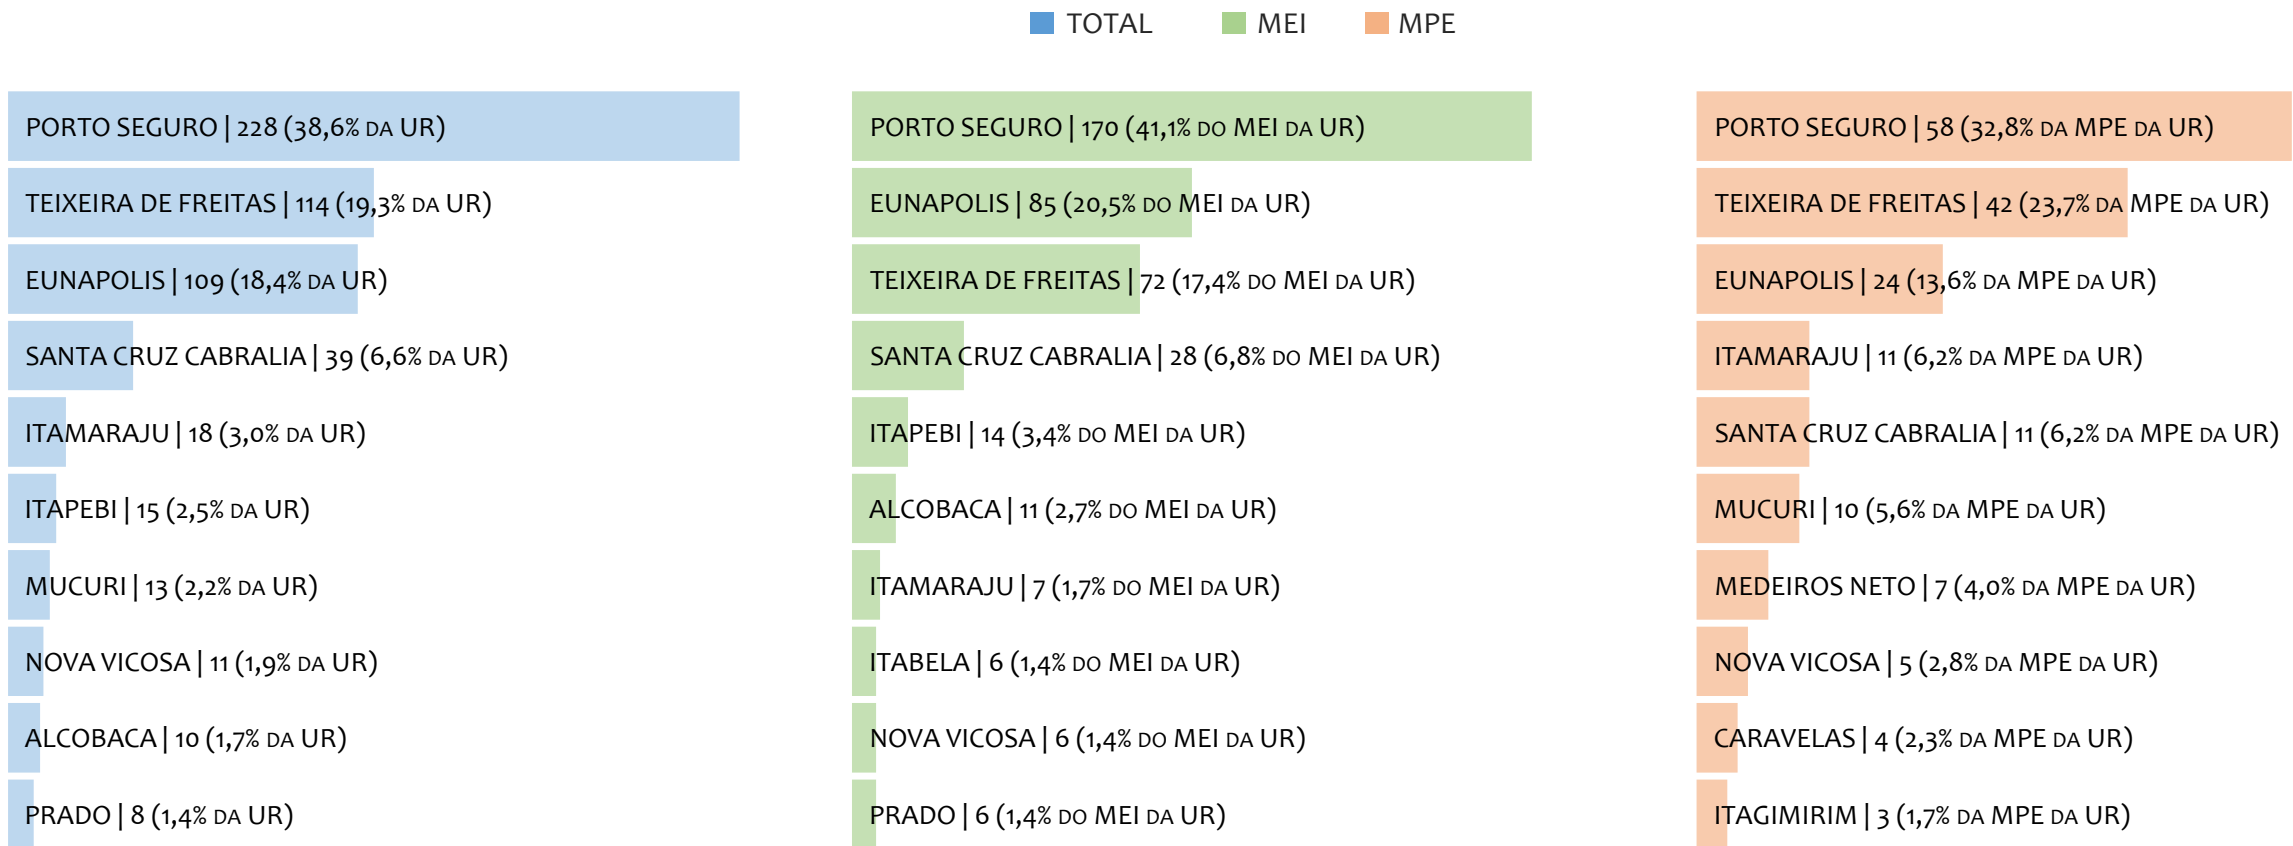 TOTAL MEI MPE
PORTO SEGURO | 228 (38,6% DA UR)
TEIXEIRA DE FREITAS | 114 (19,3% DA UR)
EUNAPOLIS | 109 (18,4% DA UR)
SANTA CRUZ CABRALIA | 39 (6,6% DA UR)
ITAMARAJU | 18 (3,0% DA UR)
ITAPEBI | 15 (2,5% DA UR)
MUCURI | 13 (2,2% DA UR)
NOVA VICOSA | 11 (1,9% DA UR)
ALCOBACA | 10 (1,7% DA UR)
PRADO | 8 (1,4% DA UR)
PORTO SEGURO | 170 (41,1% DO MEI DA UR)
EUNAPOLIS | 85 (20,5% DO MEI DA UR)
TEIXEIRA DE FREITAS | 72 (17,4% DO MEI DA UR)
SANTA CRUZ CABRALIA | 28 (6,8% DO MEI DA UR)
ITAPEBI | 14 (3,4% DO MEI DA UR)
ALCOBACA | 11 (2,7% DO MEI DA UR)
ITAMARAJU | 7 (1,7% DO MEI DA UR)
ITABELA | 6 (1,4% DO MEI DA UR)
NOVA VICOSA | 6 (1,4% DO MEI DA UR)
PRADO | 6 (1,4% DO MEI DA UR)
PORTO SEGURO | 58 (32,8% DA MPE DA UR)
TEIXEIRA DE FREITAS | 42 (23,7% DA MPE DA UR)
EUNAPOLIS | 24 (13,6% DA MPE DA UR)
ITAMARAJU | 11 (6,2% DA MPE DA UR)
SANTA CRUZ CABRALIA | 11 (6,2% DA MPE DA UR)
MUCURI | 10 (5,6% DA MPE DA UR)
MEDEIROS NETO | 7 (4,0% DA MPE DA UR)
NOVA VICOSA | 5 (2,8% DA MPE DA UR)
CARAVELAS | 4 (2,3% DA MPE DA UR)
ITAGIMIRIM | 3 (1,7% DA MPE DA UR)